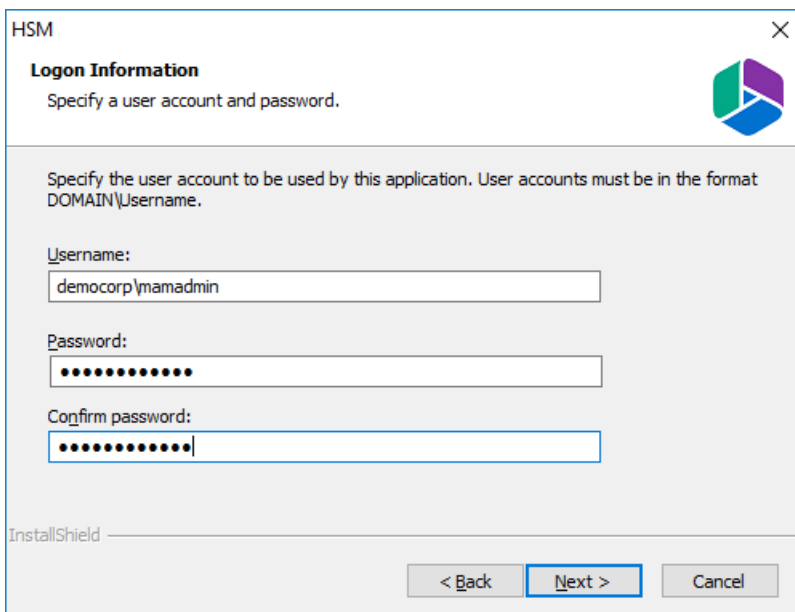 HSM
Logon Information
Specify a user account and password.
Specify the user account to be used by this application. User accounts must be in the format
DOMAIN\Username.
Username:
democorp\mamadmin
Password:
●●●●●●●●●●●●
Confirm password:
●●●●●●●●●●●●
InstallShield
< Back
Next >
Cancel